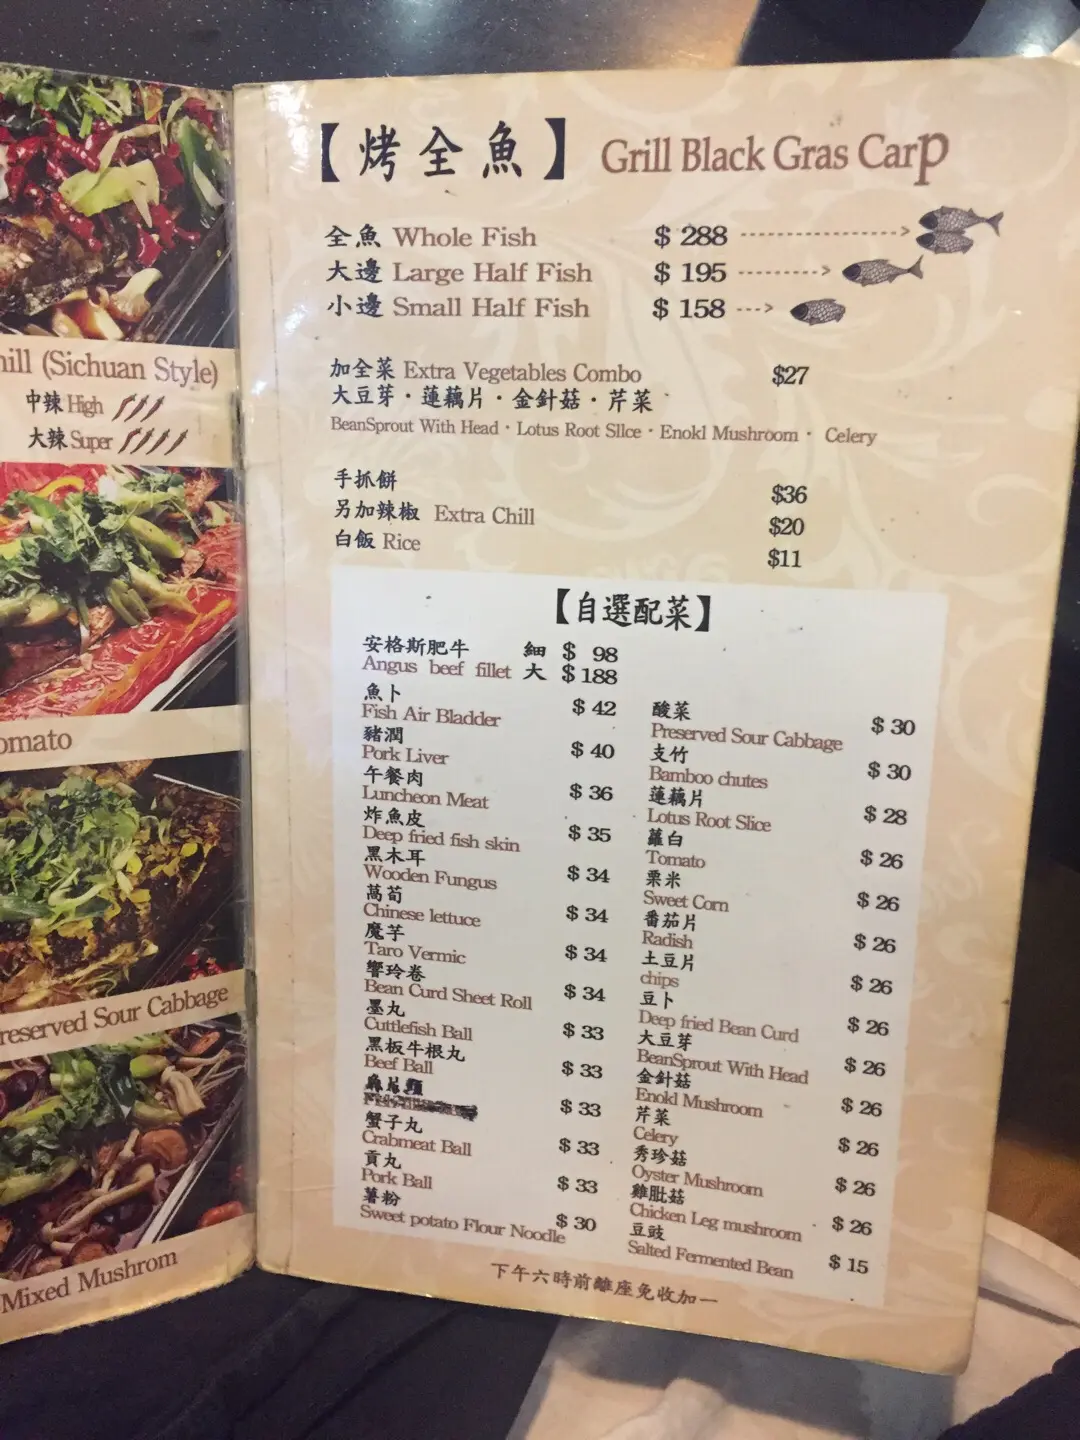 hill (Sichuan Style)
中辣 High
大辣 Super
omato
reserved Sour Cabbage
Mixed Mushrom
【烤全魚】 Grill Black Gras Carp
全魚 Whole Fish $ 288
大邊 Large Half Fish $ 195
小邊 Small Half Fish $ 158
加全菜 Extra Vegetables Combo $27
大豆芽・蓮藕片・金針菇・芹菜
BeanSprout With Head · Lotus Root Sllce · Enokl Mushroom · Celery
手抓餅 $36
另加辣椒 Extra Chill $20
白飯 Rice $11
【自選配菜】
安格斯肥牛 細 $ 98
Angus beef fillet 大 $ 188
魚卜
Fish Air Bladder $ 42
豬潤
Pork Liver $ 40
午餐肉
Luncheon Meat $ 36
炸魚皮
Deep fried fish skin $ 35
黑木耳
Wooden Fungus $ 34
萵荀
Chinese lettuce $ 34
魔芋
Taro Vermic $ 34
響玲卷
Bean Curd Sheet Roll $ 34
墨丸
Cuttlefish Ball $ 33
黑板牛根丸
Beef Ball $ 33
$ 33
蟹子丸
Crabmeat Ball $ 33
貢丸
Pork Ball $ 33
薯粉
Sweet potato Flour Noodle $ 30
酸菜
Preserved Sour Cabbage $ 30
支竹
Bamboo chutes $ 30
蓮藕片
Lotus Root Slice $ 28
蘿白
Tomato $ 26
粟米
Sweet Corn $ 26
番茄片
Radish $ 26
土豆片
chips $ 26
豆卜
Deep fried Bean Curd $ 26
大豆芽
BeanSprout With Head $ 26
金針菇
Enokl Mushroom $ 26
芹菜
Celery $ 26
秀珍菇
Oyster Mushroom $ 26
雞肶菇
Chicken Leg mushroom $ 26
豆豉
Salted Fermented Bean $ 15
下午六時前離座免收加一